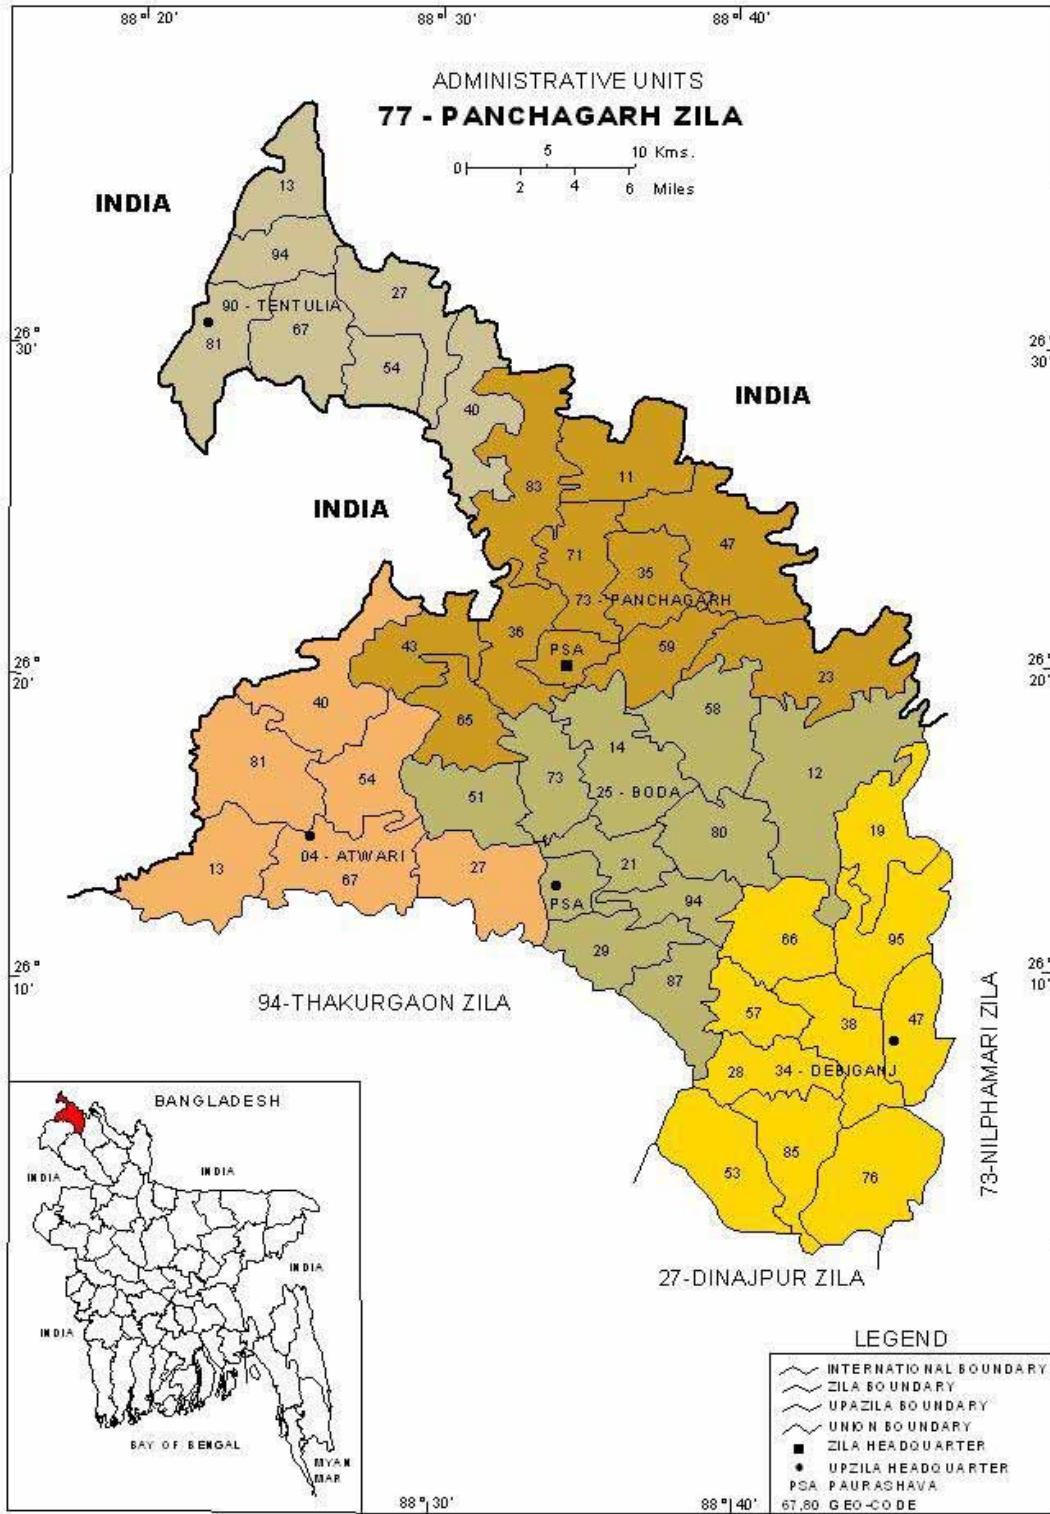 88° 20'
88° 30'
88° 40'
ADMINISTRATIVE UNITS
77 - PANCHAGARH ZILA
0 5 10 Kms.
2 4 6 Miles
INDIA
13
94
27
90 - TENTULIA
67
81
54
40
26° 30'
26° 30'
INDIA
INDIA
83
11
47
71
35
73 - PANCHAGARH
36
PSA
59
43
23
65
26° 20'
26° 20'
40
81
54
04 - ATWARI
13
67
27
58
14
12
73
25 - BODA
51
80
21
PSA
94
29
87
19
66
95
57
38
47
28
34 - DEBIGANJ
53
85
76
26° 10'
26° 10'
94-THAKURGAON ZILA
73-NILPHAMARI ZILA
27-DINAJPUR ZILA
BANGLADESH
INDIA
INDIA
INDIA
INDIA
BAY OF BENGAL
MYAN
MAR
LEGEND
INTERNATIONAL BOUNDARY
ZILA BOUNDARY
UPAZILA BOUNDARY
UNION BOUNDARY
ZILA HEADQUARTER
UPZILA HEADQUARTER
PSA PAURASHAVA
67,80 GEO-CODE
88° 30'
88° 40'